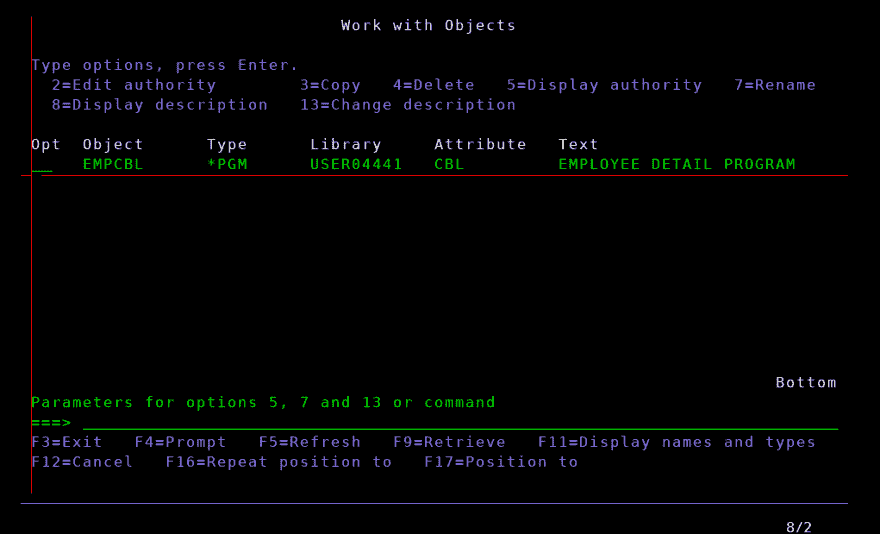 Work with Objects
Type options, press Enter.
2=Edit authority 3=Copy 4=Delete 5=Display authority 7=Rename
8=Display description 13=Change description
Opt Object Type Library Attribute Text
__ EMPCBL *PGM USER04441 CBL EMPLOYEE DETAIL PROGRAM
Bottom
Parameters for options 5, 7 and 13 or command
===>
F3=Exit F4=Prompt F5=Refresh F9=Retrieve F11=Display names and types
F12=Cancel F16=Repeat position to F17=Position to
8/2